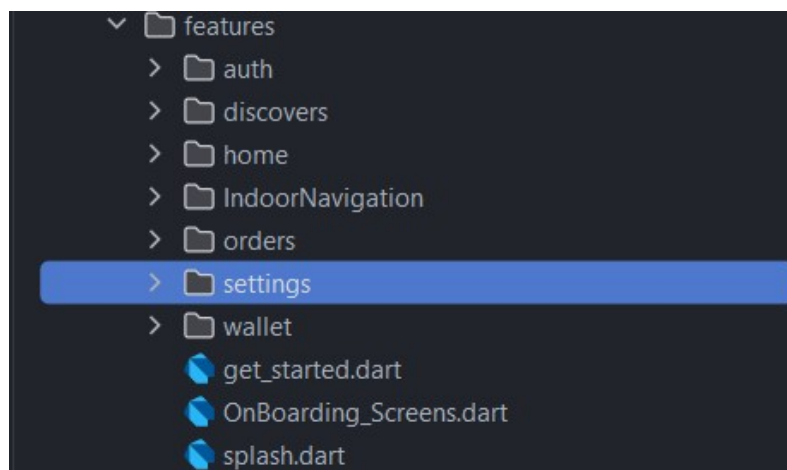 features
auth
discovers
home
IndoorNavigation
orders
settings
wallet
get_started.dart
OnBoarding_Screens.dart
splash.dart